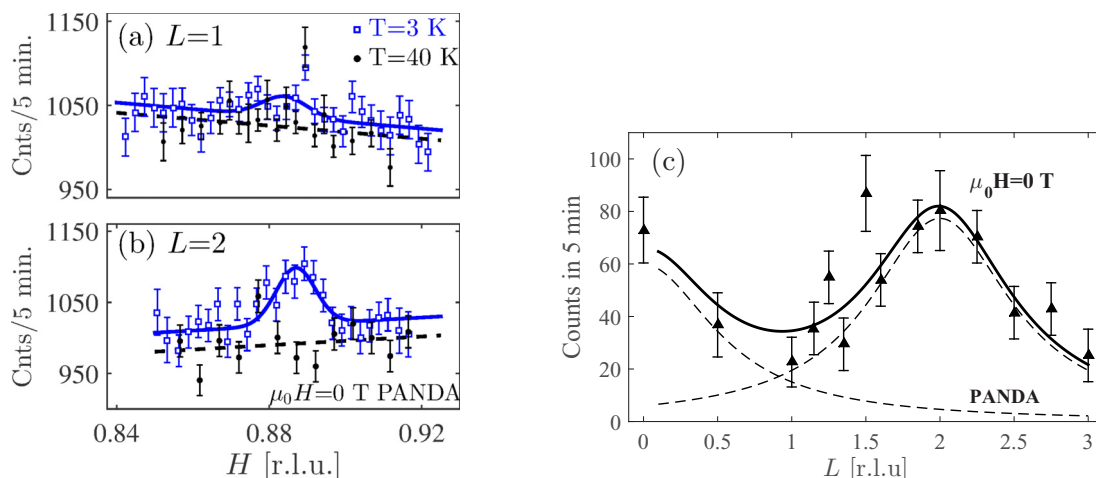 (a) L=1
T=3 K
T=40 K
1150
1050
950
Cnts/5 min.
(b) L=2
1150
1050
950
Cnts/5 min.
μ₀H=0 T PANDA
0.84 0.88 0.92
H [r.l.u.]
(c)
μ₀H=0 T
100
80
60
40
20
0
Counts in 5 min
PANDA
0 0.5 1 1.5 2 2.5 3
L [r.l.u]